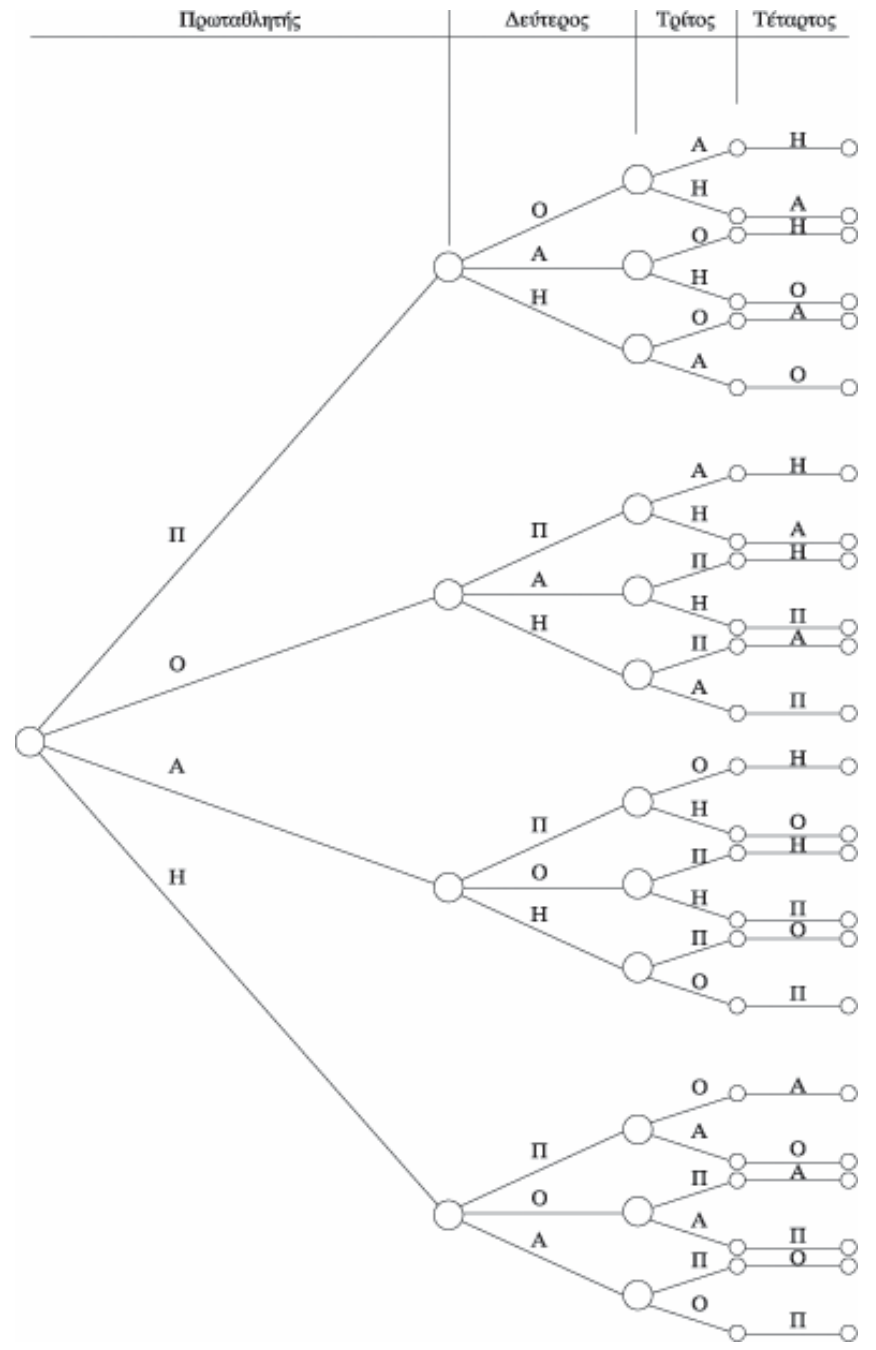 Πρωταθλητής Δεύτερος Τρίτος Τέταρτος
Α Η
Η Α
Ο Ο Η
Α Η Ο
Η Ο Α
Α Ο
Α Η
Η Α
Π Π Π Η
Α Η Π
Η Π Α
Ο Α Π
Α Ο Η
Η Ο
Π Π Η
Η Ο Η Π
Η Π Ο
Ο Π
Ο Α
Α Ο
Π Π Α
Ο Α Π
Α Π Ο
Ο Π